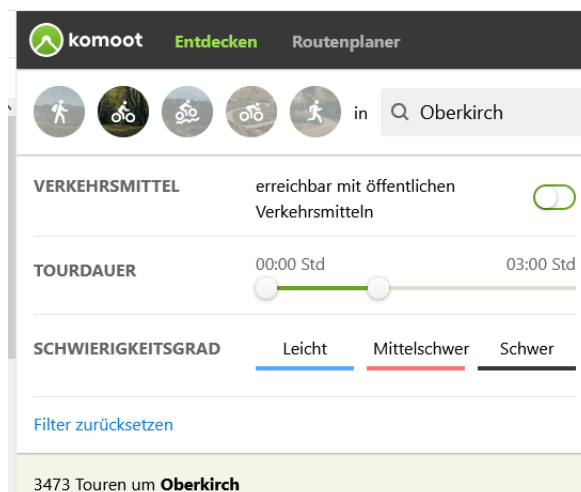 komoot Entdecken Routenplaner
in Oberkirch
VERKEHRSMITTEL erreichbar mit öffentlichen
Verkehrsmitteln
00:00 Std 03:00 Std
TOURDAUER
SCHWIERIGKEITSGRAD Leicht Mittelschwer Schwer
Filter zurücksetzen
3473 Touren um Oberkirch